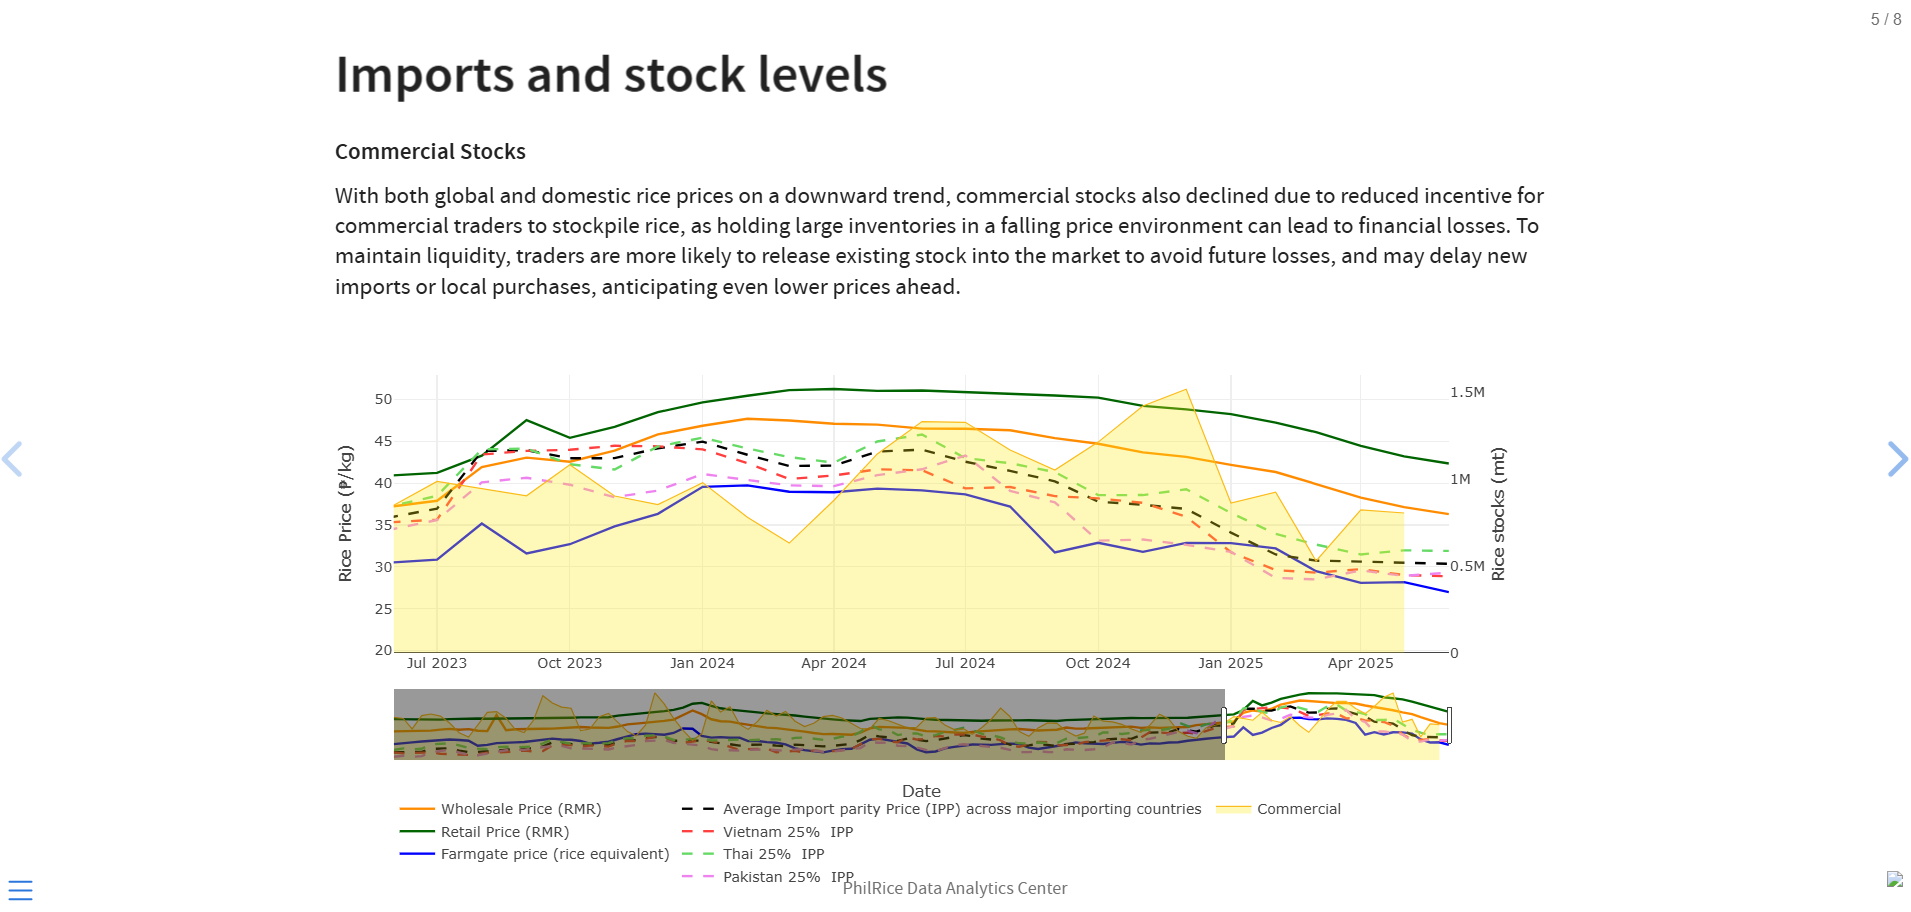 5 / 8
Imports and stock levels
Commercial Stocks
With both global and domestic rice prices on a downward trend, commercial stocks also declined due to reduced incentive for
commercial traders to stockpile rice, as holding large inventories in a falling price environment can lead to financial losses. To
maintain liquidity, traders are more likely to release existing stock into the market to avoid future losses, and may delay new
imports or local purchases, anticipating even lower prices ahead.
50
45
40
35
30
25
20
Rice Price (₱/kg)
1.5M
1M
0.5M
0
Rice stocks (mt)
Jul 2023 Oct 2023 Jan 2024 Apr 2024 Jul 2024 Oct 2024 Jan 2025 Apr 2025
Date
Wholesale Price (RMR)
Retail Price (RMR)
Farmgate price (rice equivalent)
Average Import parity Price (IPP) across major importing countries
Vietnam 25% IPP
Thai 25% IPP
Pakistan 25% IPP
Commercial
PhilRice Data Analytics Center